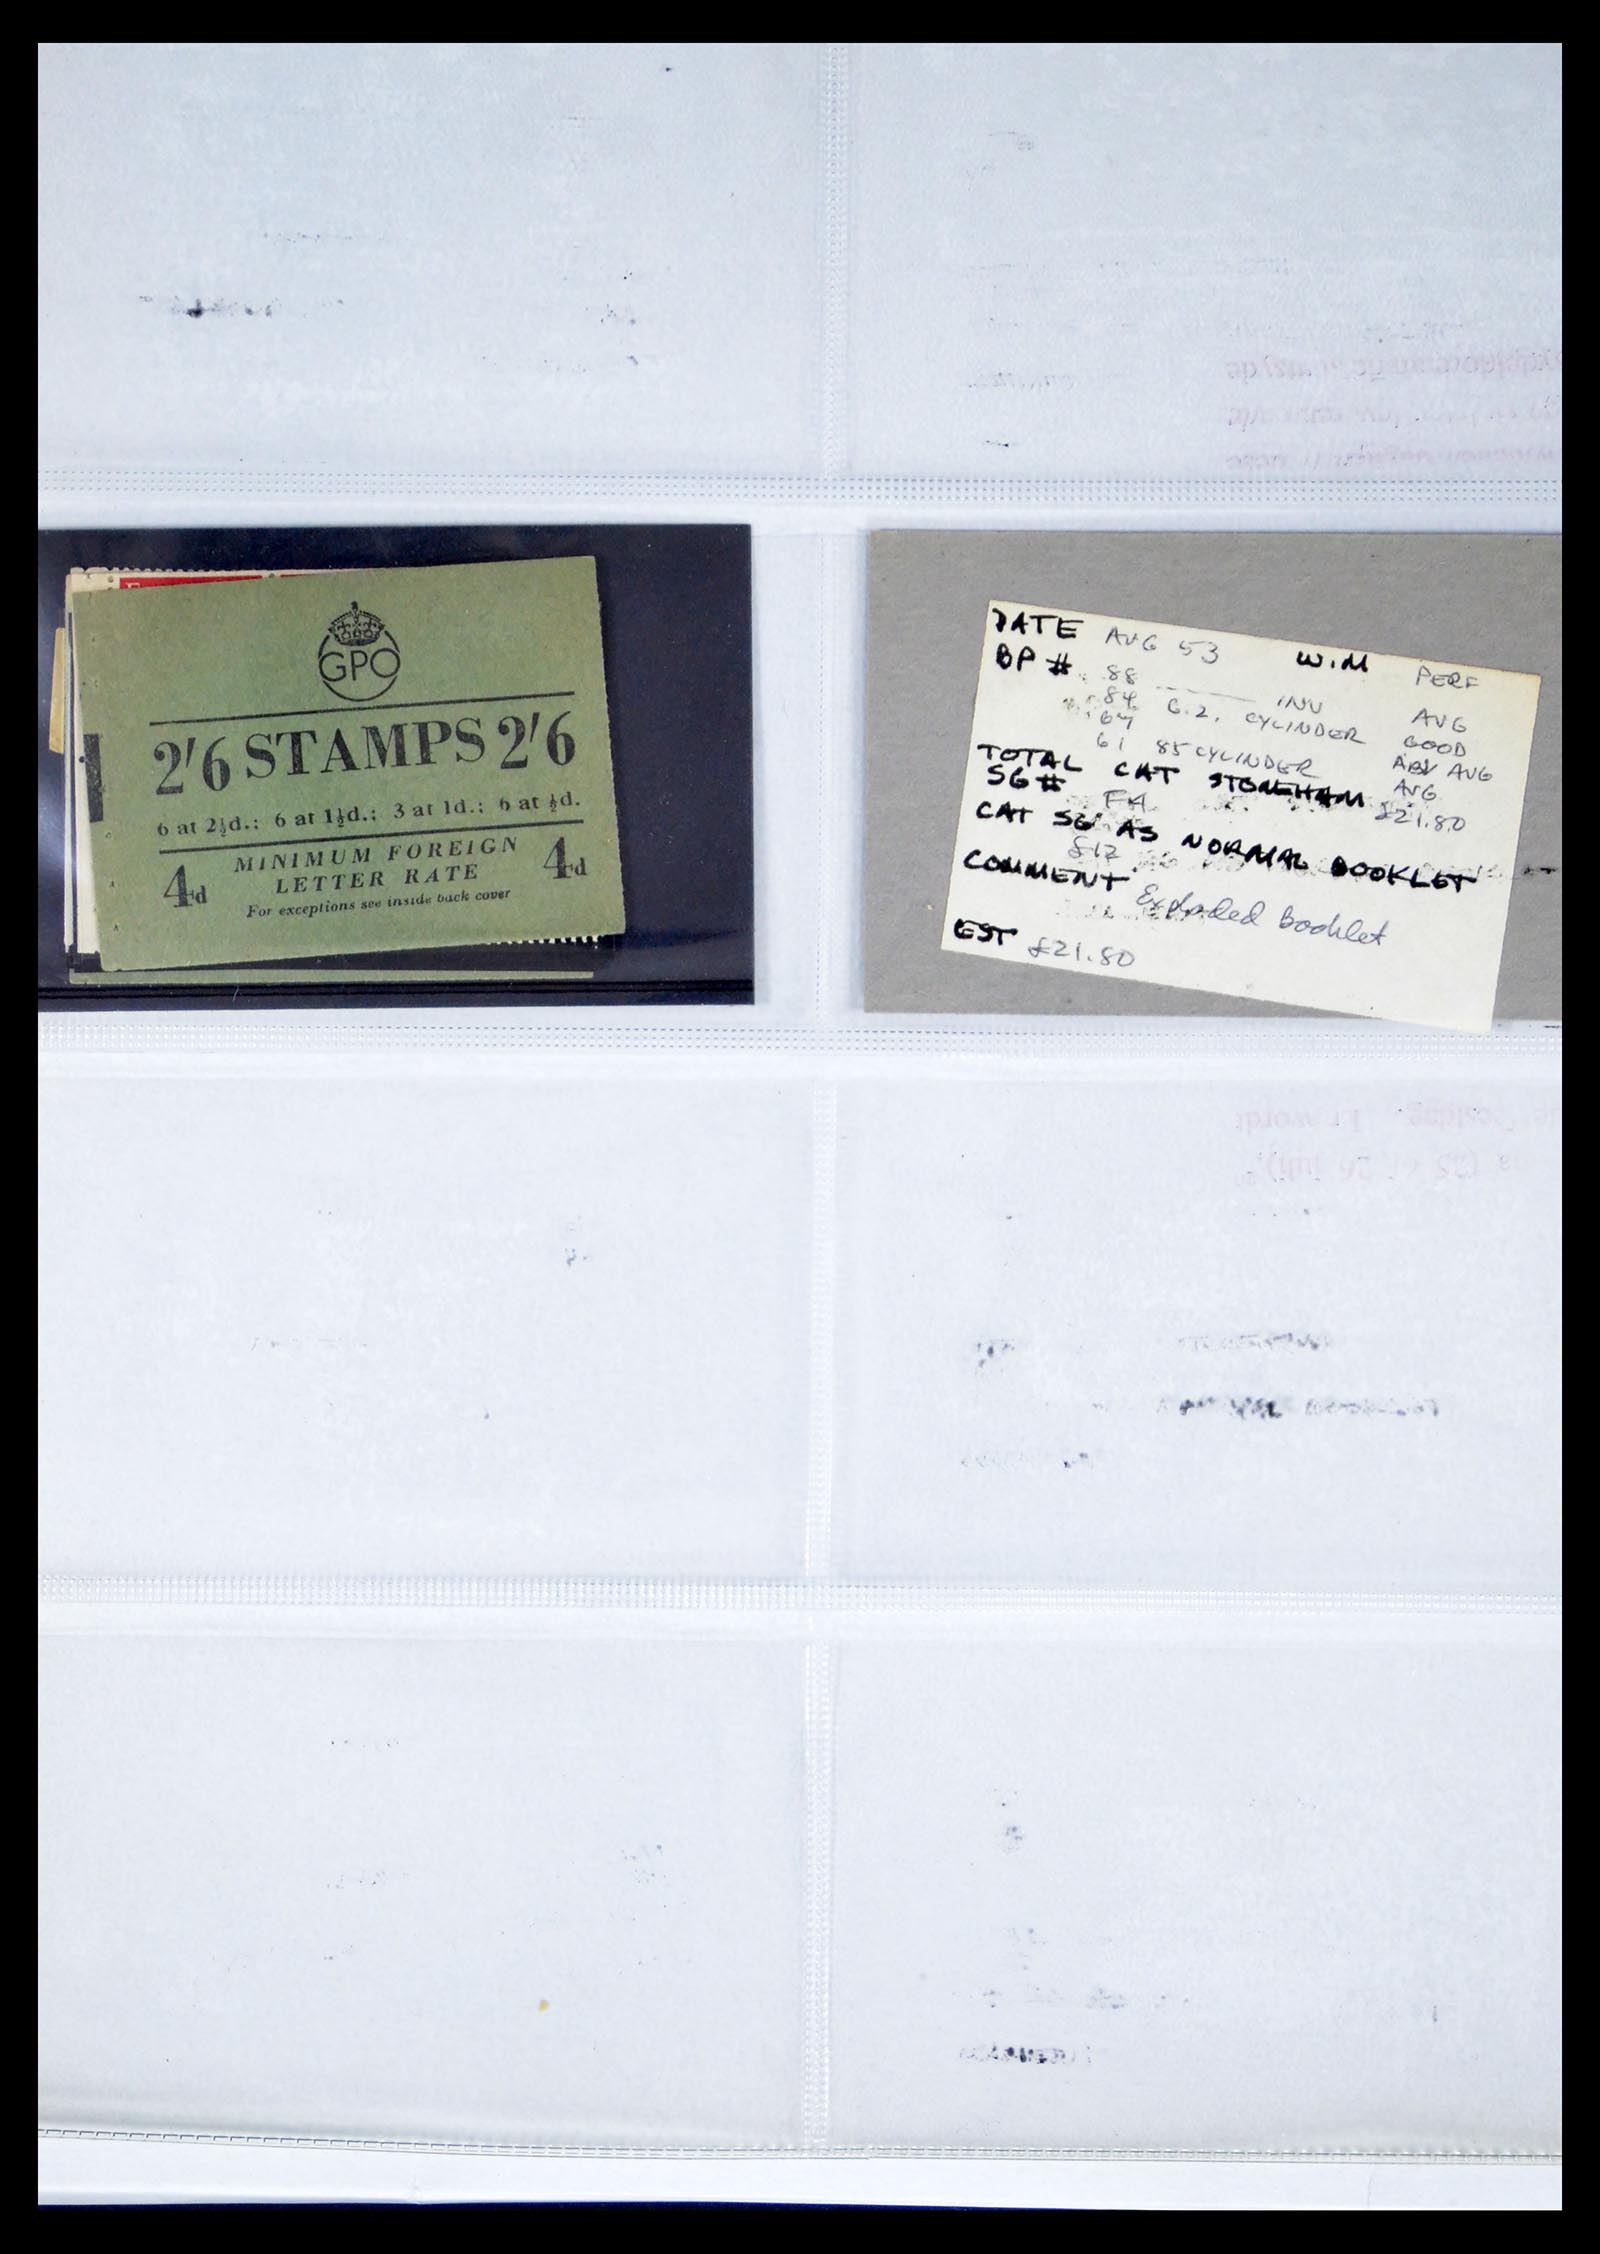 GPO
2'6 STAMPS 2'6
6 at 2½d.; 6 at 1½d.; 3 at 1d.; 6 at ½d.
4d MINIMUM FOREIGN 4d
LETTER RATE
For exceptions see inside back cover
DATE AUG 53 W.M PERF
BP # 88 INV AVG
84 G.2. CYLINDER GOOD
ABV AVG
61 85 CYLINDER AVG
TOTAL CAT STONEHAM £21.80
SG #
CAT SG AS NORMAL BOOKLET
£12
COMMENT Exploded Booklet
EST £21.80